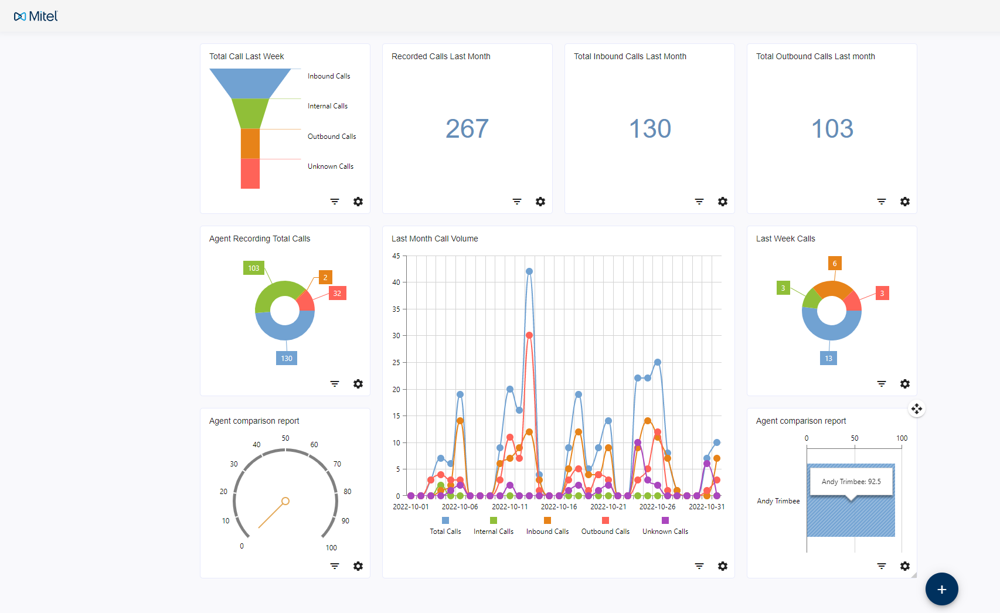 Mitel
Total Call Last Week
Inbound Calls
Internal Calls
Outbound Calls
Unknown Calls
Recorded Calls Last Month
267
Total Inbound Calls Last Month
130
Total Outbound Calls Last month
103
Agent Recording Total Calls
103
2
32
130
Last Month Call Volume
45
40
35
30
25
20
15
10
5
0
2022-10-01 2022-10-06 2022-10-11 2022-10-16 2022-10-21 2022-10-26 2022-10-31
Total Calls Internal Calls Inbound Calls Outbound Calls Unknown Calls
Last Week Calls
6
3
3
13
Agent comparison report
50
40 60
30 70
20 80
10 90
0 100
Agent comparison report
0 50 100
Andy Trimbee: 92.5
Andy Trimbee
+